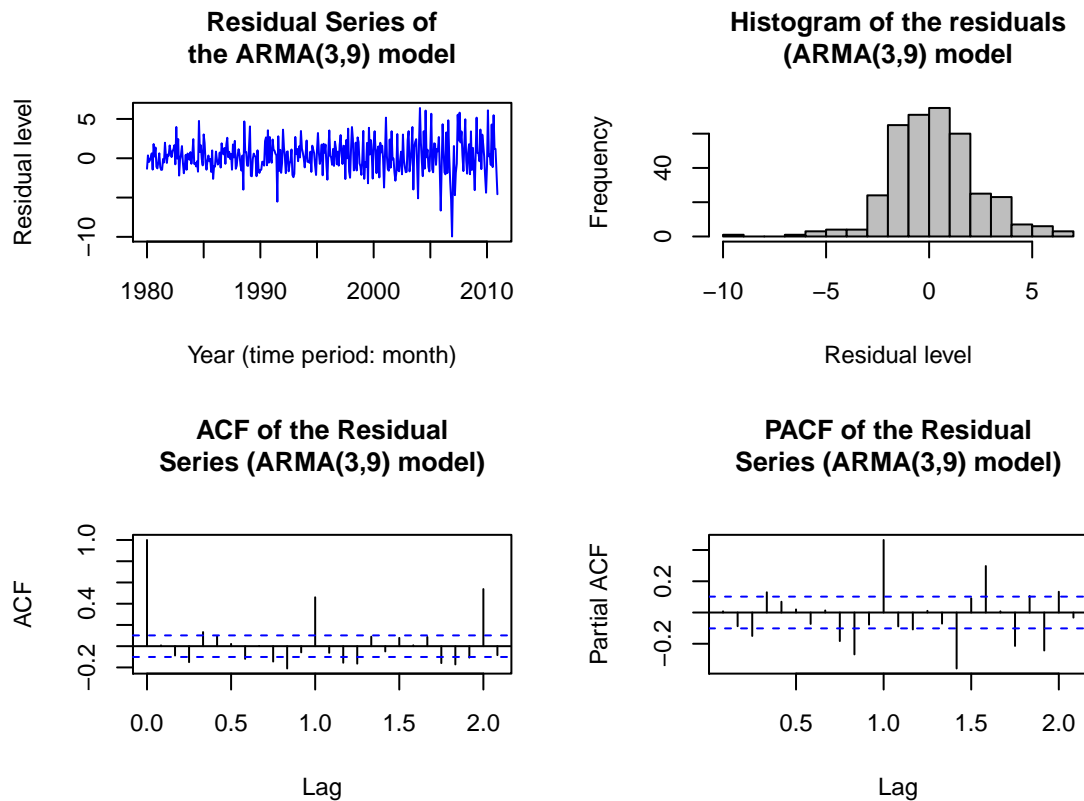 Residual Series of
the ARMA(3,9) model
Residual level
5
0
−10
1980
1990
2000
2010
Year (time period: month)
Histogram of the residuals
(ARMA(3,9) model
Frequency
40
0
−10
−5
0
5
Residual level
ACF of the Residual
Series (ARMA(3,9) model)
ACF
1.0
0.4
−0.2
0.0
0.5
1.0
1.5
2.0
Lag
PACF of the Residual
Series (ARMA(3,9) model)
Partial ACF
0.2
−0.2
0.5
1.0
1.5
2.0
Lag